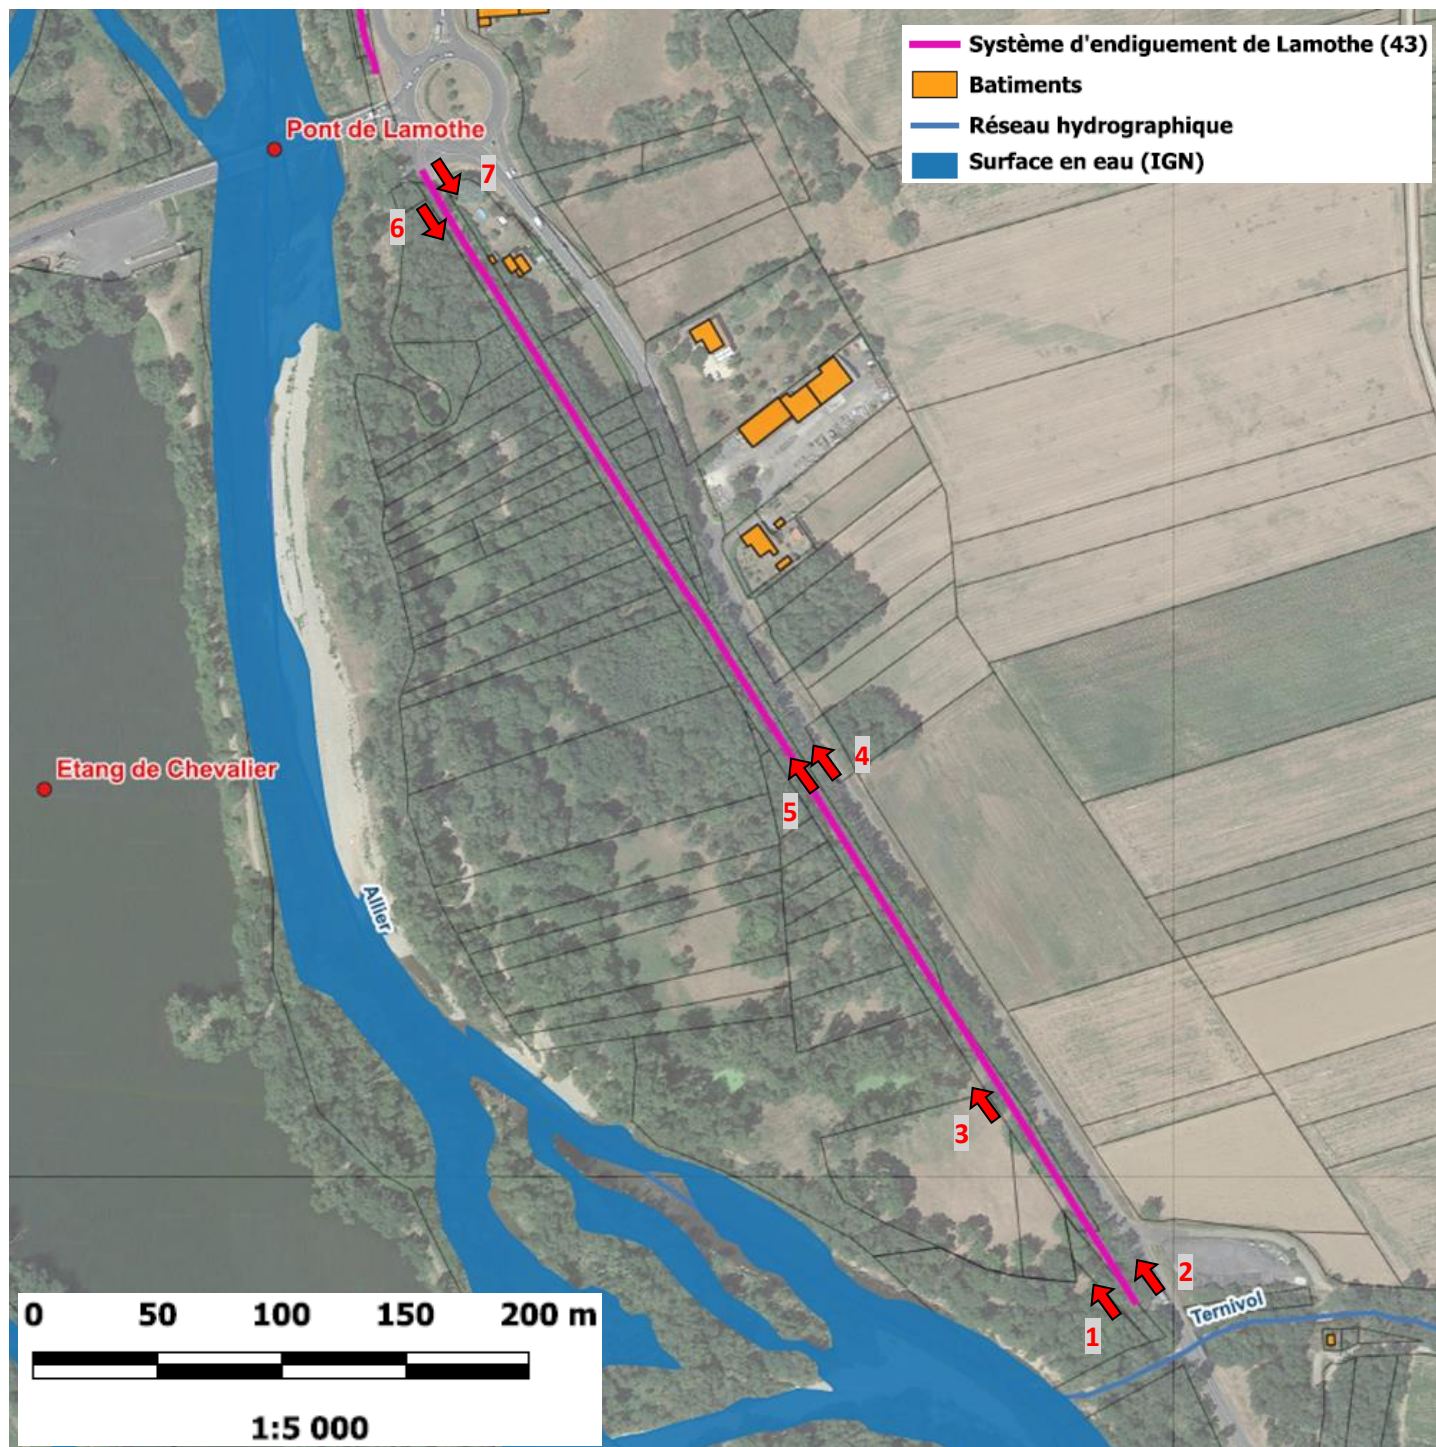 Système d'endiguement de Lamothe (43)
Batiments
Réseau hydrographique
Surface en eau (IGN)
Pont de Lamothe
7
6
4
Etang de Chevalier
5
Allier
3
2
Ternivol
1
0 50 100 150 200 m
1:5 000